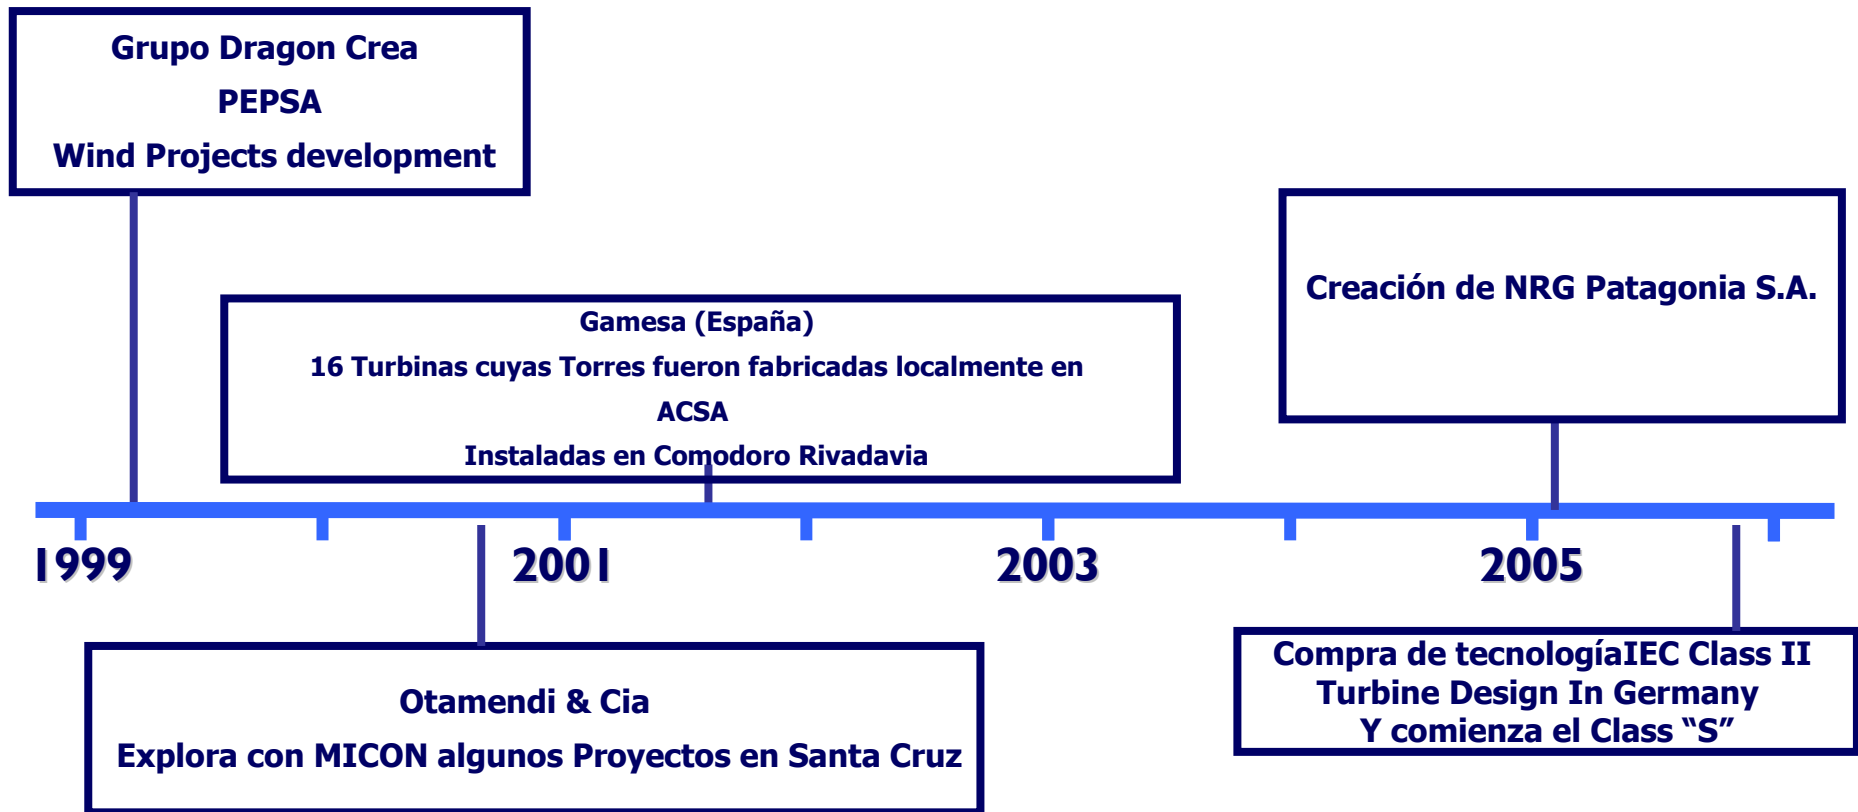 Grupo Dragon Crea
PEPSA
Wind Projects development
Gamesa (España)
16 Turbinas cuyas Torres fueron fabricadas localmente en
ACSA
Instaladas en Comodoro Rivadavia
Creación de NRG Patagonia S.A.
1999
2001
2003
2005
Otamendi & Cia
Explora con MICON algunos Proyectos en Santa Cruz
Compra de tecnologíaIEC Class II
Turbine Design In Germany
Y comienza el Class “S”